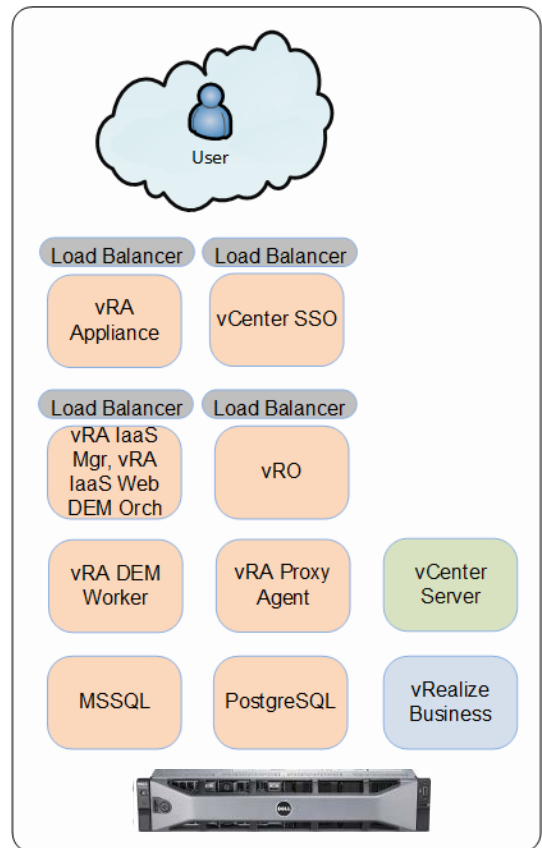 User
Load Balancer
Load Balancer
vRA
Appliance
vCenter SSO
Load Balancer
Load Balancer
vRA IaaS
Mgr, vRA
IaaS Web
DEM Orch
vRO
vRA DEM
Worker
vRA Proxy
Agent
vCenter
Server
MSSQL
PostgreSQL
vRealize
Business
DELL